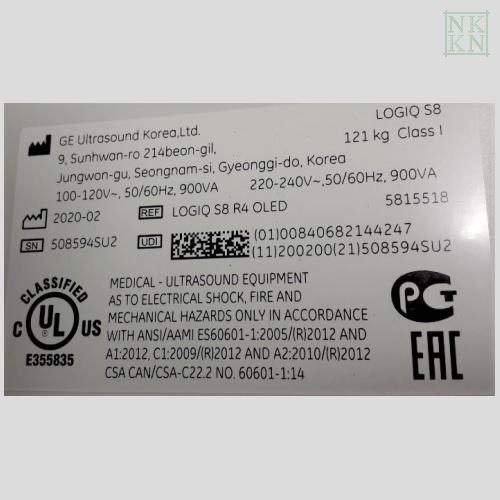 NK
KN
LOGIQ S8
121 kg Class I
GE Ultrasound Korea,Ltd.
9, Sunhwan-ro 214beon-gil,
Jungwon-gu, Seongnam-si, Gyeonggi-do, Korea
100-120V~, 50/60Hz, 900VA 220-240V~,50/60Hz, 900VA
2020-02 REF LOGIQ S8 R4 OLED 5815518
SN 508594SU2 UDI (01)00840682144247
(11)200200(21)508594SU2
CLASSIFIED
C UL US
E355835
MEDICAL - ULTRASOUND EQUIPMENT
AS TO ELECTRICAL SHOCK, FIRE AND
MECHANICAL HAZARDS ONLY IN ACCORDANCE
WITH ANSI/AAMI ES60601-1:2005/(R)2012 AND
A1:2012, C1:2009/(R)2012 AND A2:2010/(R)2012
CSA CAN/CSA-C22.2 NO. 60601-1:14
РСТ
EAC